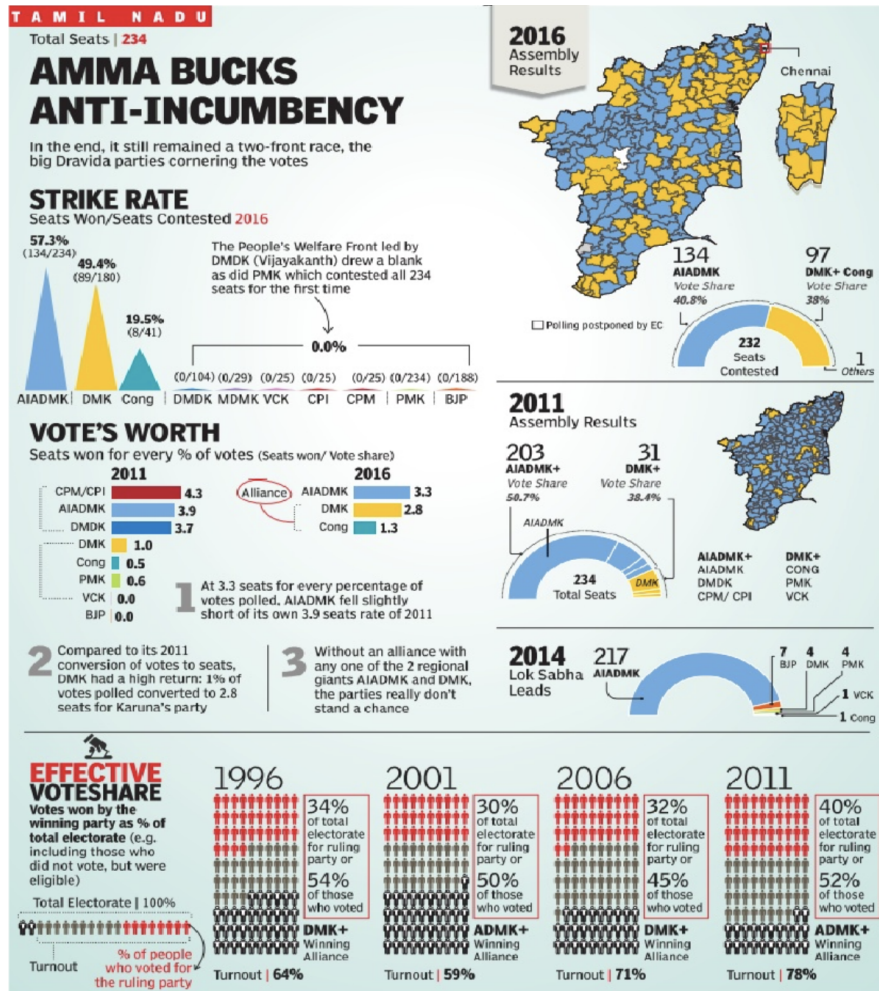 TAMIL NADU
Total Seats | 234
AMMA BUCKS
ANTI-INCUMBENCY
In the end, it still remained a two-front race, the
big Dravida parties cornering the votes
STRIKE RATE
Seats Won/Seats Contested 2016
57.3%
(134/234)
49.4%
(89/180)
19.5%
(8/41)
The People's Welfare Front led by
DMDK (Vijayakanth) drew a blank
as did PMK which contested all 234
seats for the first time
0.0%
(0/104) (0/29) (0/25) (0/25) (0/25) (0/234) (0/188)
AIADMK DMK Cong DMDK MDMK VCK CPI CPM PMK BJP
2016
Assembly
Results
Chennai
134
AIADMK
Vote Share
40.8%
97
DMK+ Cong
Vote Share
38%
Polling postponed by EC
232
Seats
Contested
1
Others
VOTE'S WORTH
Seats won for every % of votes (Seats won/ Vote share)
2011
CPM/CPI 4.3
AIADMK 3.9
DMDK 3.7
DMK 1.0
Cong 0.5
PMK 0.6
VCK 0.0
BJP 0.0
2016
Alliance
AIADMK 3.3
DMK 2.8
Cong 1.3
1 At 3.3 seats for every percentage of
votes polled, AIADMK fell slightly
short of its own 3.9 seats rate of 2011
2 Compared to its 2011
conversion of votes to seats,
DMK had a high return: 1% of
votes polled converted to 2.8
seats for Karuna's party
3 Without an alliance with
any one of the 2 regional
giants AIADMK and DMK,
the parties really don't
stand a chance
2011
Assembly Results
203
AIADMK+
Vote Share
50.7%
31
DMK+
Vote Share
38.4%
AIADMK
DMK
234
Total Seats
AIADMK+
AIADMK
DMDK
CPM/ CPI
DMK+
CONG
PMK
VCK
2014
Lok Sabha
Leads
217
AIADMK
7
BJP
4
DMK
4
PMK
1 VCK
1 Cong
EFFECTIVE
VOTESHARE
Votes won by the
winning party as % of
total electorate (e.g.
including those who
did not vote, but were
eligible)
Total Electorate | 100%
Turnout
% of people
who voted for
the ruling party
1996
34%
of total
electorate
for ruling
party or
54%
of those
who voted
DMK+
Winning
Alliance
Turnout | 64%
2001
30%
of total
electorate
for ruling
party or
50%
of those
who voted
ADMK+
Winning
Alliance
Turnout | 59%
2006
32%
of total
electorate
for ruling
party or
45%
of those
who voted
DMK+
Winning
Alliance
Turnout | 71%
2011
40%
of total
electorate
for ruling
party or
52%
of those
who voted
ADMK+
Winning
Alliance
Turnout | 78%